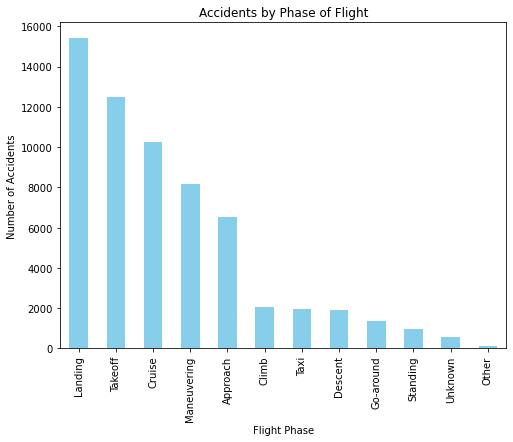 Accidents by Phase of Flight
Number of Accidents
16000
14000
12000
10000
8000
6000
4000
2000
0
Landing
Takeoff
Cruise
Maneuvering
Approach
Climb
Taxi
Descent
Go-around
Standing
Unknown
Other
Flight Phase